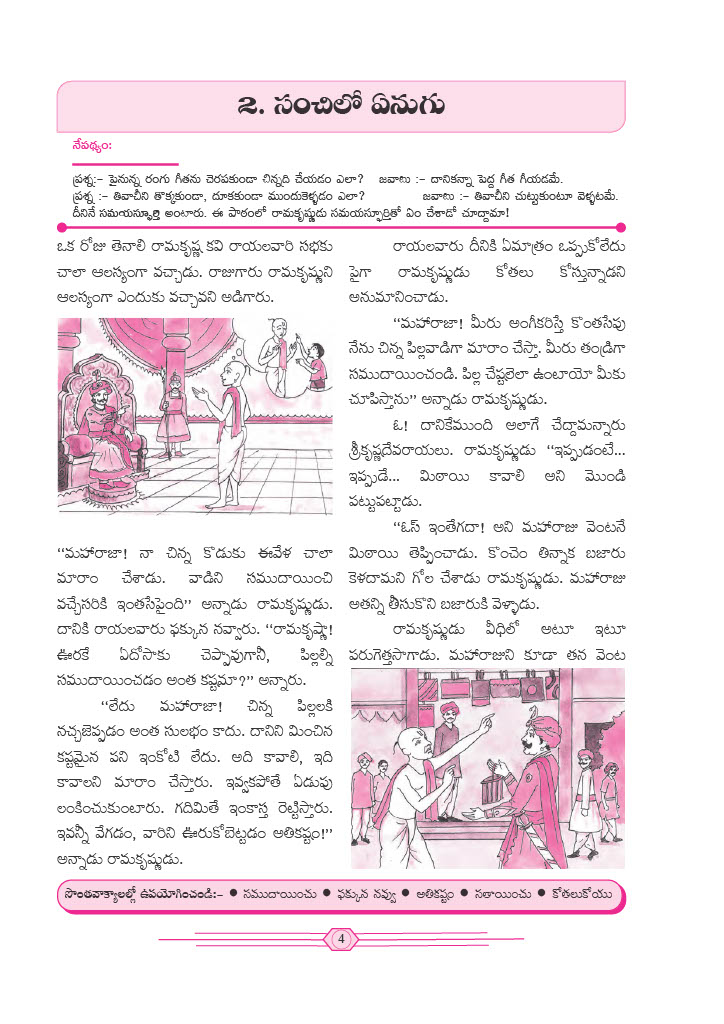 2. సంచిలో ఏనుగు
నేపథ్యం:
ప్రశ్న:- పైనున్న రంగు గీతను చెరపకుండా చిన్నది చేయడం ఎలా? జవాబు :- దానికన్నా పెద్ద గీత గీయడమే.
ప్రశ్న :- తివాచీని తొక్కకుండా, దూకకుండా ముందుకెళ్ళడం ఎలా? జవాబు :- తివాచీని చుట్టుకుంటూ వెళ్ళటమే.
దీనినే సమయస్ఫూర్తి అంటారు. ఈ పాఠంలో రామకృష్ణుడు సమయస్ఫూర్తితో ఏం చేశాడో చూద్దామా!
ఒక రోజు తెనాలి రామకృష్ణ కవి రాయలవారి సభకు
చాలా ఆలస్యంగా వచ్చాడు. రాజుగారు రామకృష్ణుని
ఆలస్యంగా ఎందుకు వచ్చావని అడిగారు.
“మహారాజా! నా చిన్న కొడుకు ఈవేళ చాలా
మారాం చేశాడు. వాడిని సముదాయించి
వచ్చేసరికి ఇంతసేపైంది” అన్నాడు రామకృష్ణుడు.
దానికి రాయలవారు ఫక్కున నవ్వారు. “రామకృష్ణా!
ఊరకే ఏదోసాకు చెప్పావుగానీ, పిల్లల్ని
సముదాయించడం అంత కష్టమా?” అన్నారు.
“లేదు మహారాజా! చిన్న పిల్లలకి
నచ్చజెప్పడం అంత సులభం కాదు. దానిని మించిన
కష్టమైన పని ఇంకోటి లేదు. అది కావాలి, ఇది
కావాలని మారాం చేస్తారు. ఇవ్వకపోతే ఏడుపు
లంకించుకుంటారు. గదిమితే ఇంకాస్త రెట్టిస్తారు.
ఇవన్నీ వేగడం, వారిని ఊరుకోబెట్టడం అతికష్టం!”
అన్నాడు రామకృష్ణుడు.
రాయలవారు దీనికి ఏమాత్రం ఒప్పుకోలేదు
పైగా రామకృష్ణుడు కోతలు కోస్తున్నాడని
అనుమానించాడు.
“మహారాజా! మీరు అంగీకరిస్తే కొంతసేపు
నేను చిన్న పిల్లవాడిగా మారాం చేస్తా. మీరు తండ్రిగా
సముదాయించండి. పిల్ల చేష్టలెలా ఉంటాయో మీకు
చూపిస్తాను” అన్నాడు రామకృష్ణుడు.
ఓ! దానికేముంది అలాగే చేద్దామన్నారు
శ్రీకృష్ణదేవరాయలు. రామకృష్ణుడు “ఇప్పుడంటే...
ఇప్పుడే... మిఠాయి కావాలి అని మొండి
పట్టుపట్టాడు.
“ఓస్ ఇంతేగదా! అని మహారాజు వెంటనే
మిఠాయి తెప్పించాడు. కొంచెం తిన్నాక బజారు
కెళదామని గోల చేశాడు రామకృష్ణుడు. మహారాజు
అతన్ని తీసుకొని బజారుకి వెళ్ళాడు.
రామకృష్ణుడు వీధిలో అటూ ఇటూ
పరుగెత్తసాగాడు. మహారాజుని కూడా తన వెంట
సొంతవాక్యాలల్లో ఉపయోగించండి:- ● సముదాయించు ● ఫక్కున నవ్వు ● అతికష్టం ● సతాయించు ● కోతలుకోయు
4